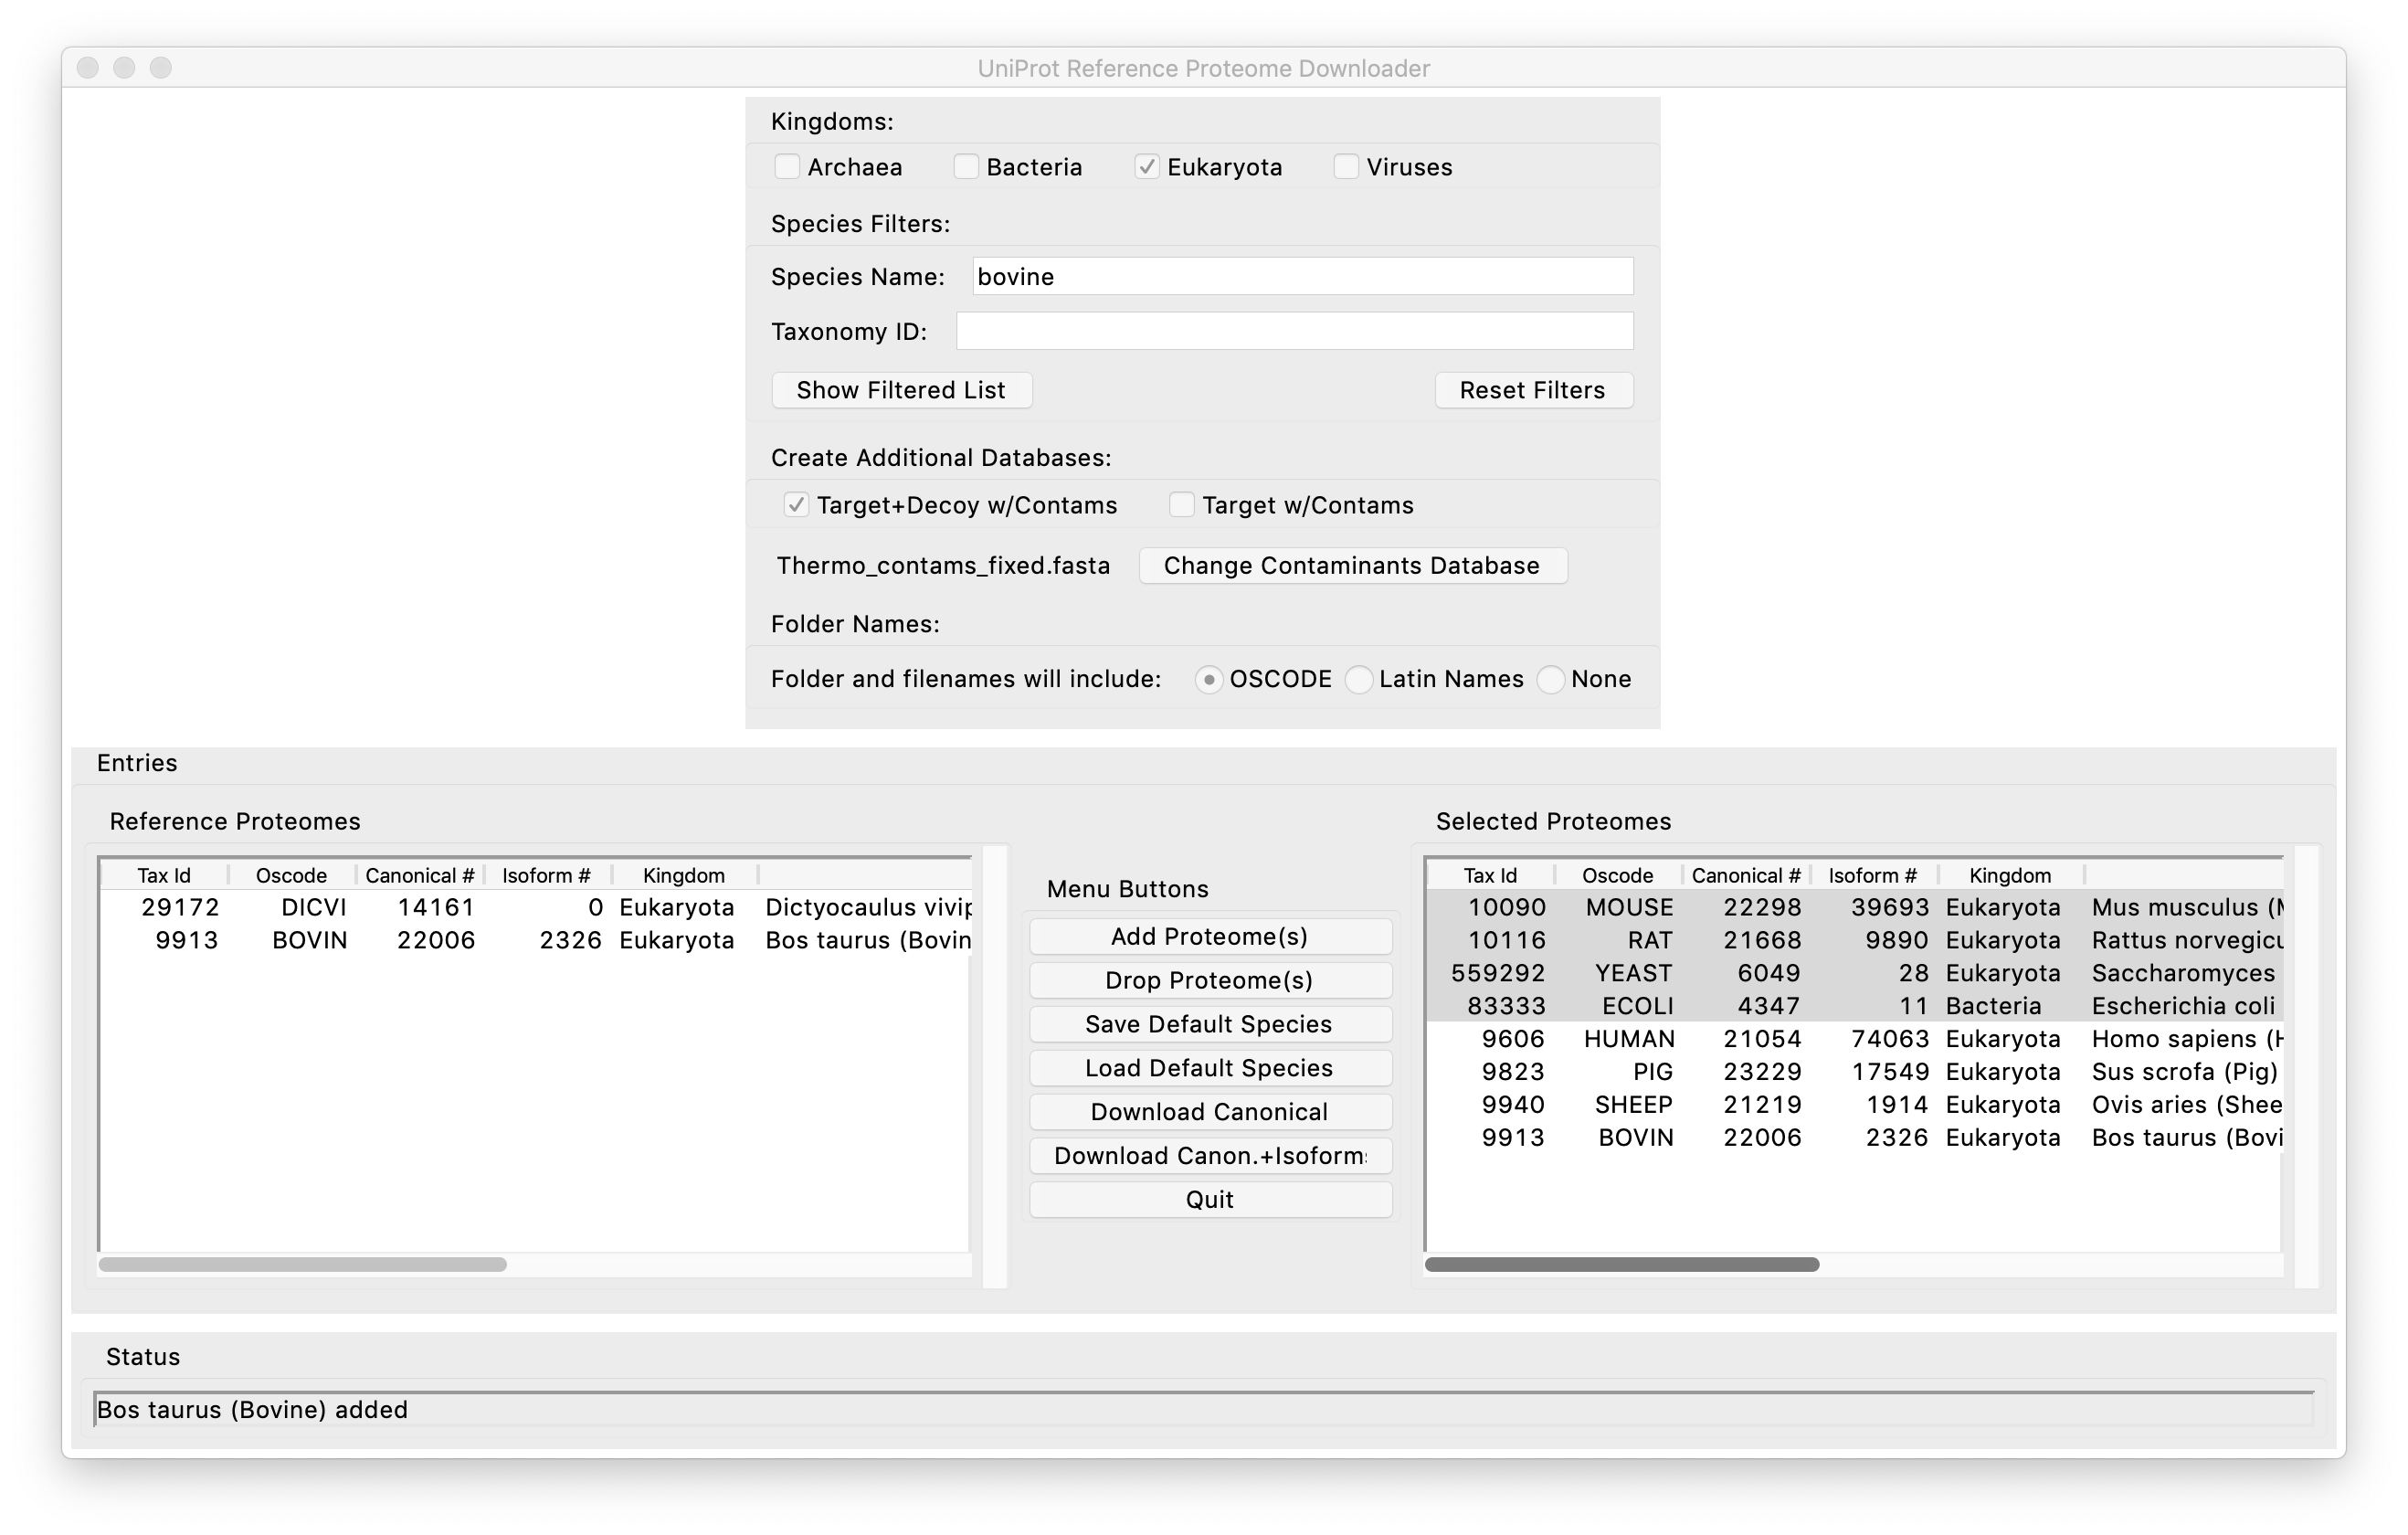 UniProt Reference Proteome Downloader
Kingdoms:
Archaea Bacteria Eukaryota Viruses
Species Filters:
Species Name: bovine
Taxonomy ID:
Show Filtered List Reset Filters
Create Additional Databases:
Target+Decoy w/Contams Target w/Contams
Thermo_contams_fixed.fasta Change Contaminants Database
Folder Names:
Folder and filenames will include: OSCODE Latin Names None
Entries
Reference Proteomes
Tax Id Oscode Canonical # Isoform # Kingdom
29172 DICVI 14161 0 Eukaryota Dictyocaulus vivip
9913 BOVIN 22006 2326 Eukaryota Bos taurus (Bovin
Menu Buttons
Add Proteome(s)
Drop Proteome(s)
Save Default Species
Load Default Species
Download Canonical
Download Canon.+Isoforms
Quit
Selected Proteomes
Tax Id Oscode Canonical # Isoform # Kingdom
10090 MOUSE 22298 39693 Eukaryota Mus musculus (M
10116 RAT 21668 9890 Eukaryota Rattus norvegicu
559292 YEAST 6049 28 Eukaryota Saccharomyces
83333 ECOLI 4347 11 Bacteria Escherichia coli
9606 HUMAN 21054 74063 Eukaryota Homo sapiens (H
9823 PIG 23229 17549 Eukaryota Sus scrofa (Pig)
9940 SHEEP 21219 1914 Eukaryota Ovis aries (Shee
9913 BOVIN 22006 2326 Eukaryota Bos taurus (Bovi
Status
Bos taurus (Bovine) added